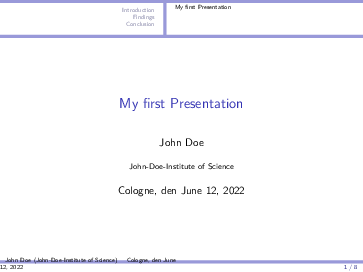 Introduction
Findings
Conclusion
My first Presentation
My first Presentation
John Doe
John-Doe-Institute of Science
Cologne, den June 12, 2022
John Doe (John-Doe-Institute of Science) Cologne, den June
12, 2022
1 / 8